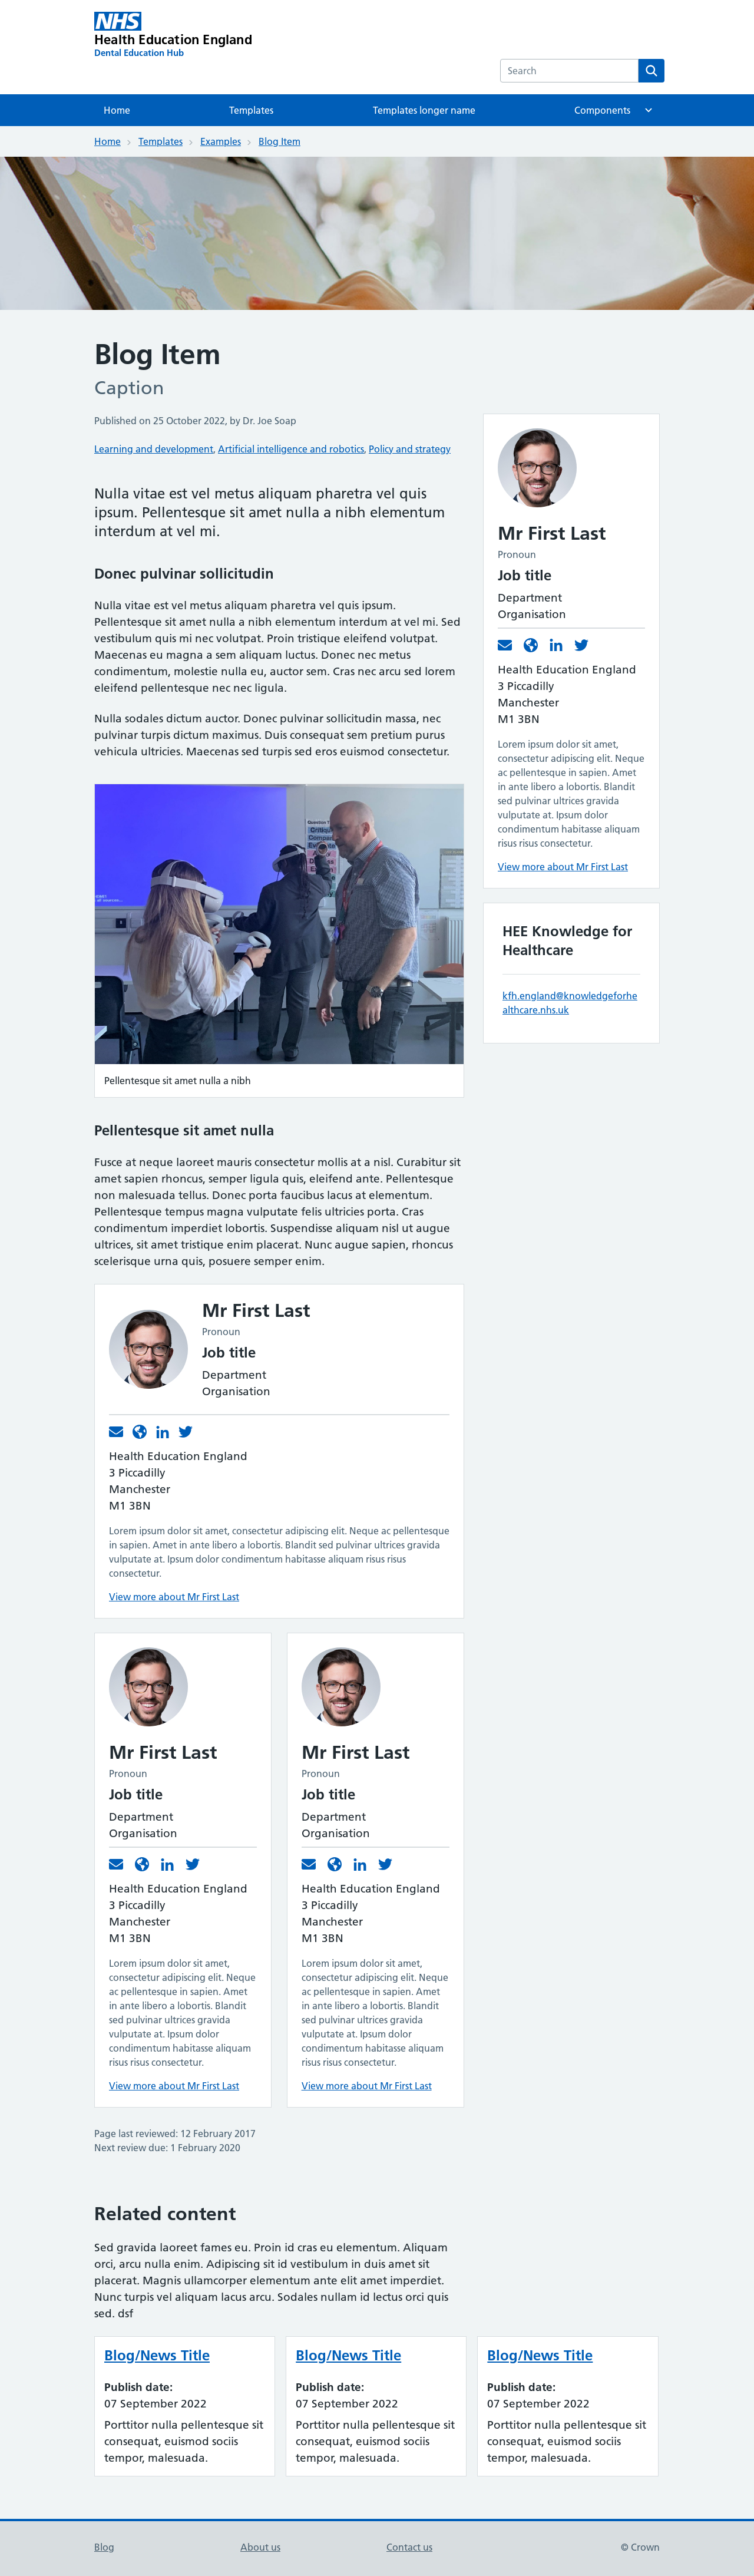 NHS
Health Education England
Dental Education Hub
Search
Home
Templates
Templates longer name
Components
Home
Templates
Examples
Blog Item
Blog Item
Caption
Published on 25 October 2022, by Dr. Joe Soap
Learning and development, Artificial intelligence and robotics, Policy and strategy
Nulla vitae est vel metus aliquam pharetra vel quis
ipsum. Pellentesque sit amet nulla a nibh elementum
interdum at vel mi.
Donec pulvinar sollicitudin
Nulla vitae est vel metus aliquam pharetra vel quis ipsum.
Pellentesque sit amet nulla a nibh elementum interdum at vel mi. Sed
vestibulum quis mi nec volutpat. Proin tristique eleifend volutpat.
Maecenas eu magna a sem aliquam luctus. Donec ac dui nec metus
condimentum, molestie nulla eu, auctor sem. Cras nec arcu sed lorem
eleifend pellentesque nec nec ligula.
Nulla sodales dictum auctor. Donec pulvinar sollicitudin massa, nec
pulvinar turpis dictum maximus. Duis consequat sem pretium purus
vehicula ultricies. Maecenas sed turpis sed eros euismod consectetur.
Pellentesque sit amet nulla a nibh
Pellentesque sit amet nulla
Fusce at neque laoreet mauris consectetur mollis at a nisl. Curabitur sit
amet sapien rhoncus, semper ligula quis, eleifend ante. Pellentesque
non malesuada tellus. Donec porta faucibus lacus at elementum.
Pellentesque tempus magna vulputate felis ultricies porta. Cras
condimentum imperdiet lobortis. Suspendisse aliquam nisl ut augue
ultrices, sit amet tristique enim placerat. Nunc augue sapien, rhoncus
scelerisque urna quis, posuere semper enim.
Mr First Last
Pronoun
Job title
Department
Organisation
Health Education England
3 Piccadilly
Manchester
M1 3BN
Lorem ipsum dolor sit amet, consectetur adipiscing elit. Neque ac pellentesque
in sapien. Amet in ante libero a lobortis. Blandit sed pulvinar ultrices gravida
vulputate at. Ipsum dolor condimentum habitasse aliquam risus risus
consectetur.
View more about Mr First Last
Mr First Last
Pronoun
Job title
Department
Organisation
Health Education England
3 Piccadilly
Manchester
M1 3BN
Lorem ipsum dolor sit amet,
consectetur adipiscing elit. Neque
ac pellentesque in sapien. Amet
in ante libero a lobortis. Blandit
sed pulvinar ultrices gravida
vulputate at. Ipsum dolor
condimentum habitasse aliquam
risus risus consectetur.
View more about Mr First Last
Mr First Last
Pronoun
Job title
Department
Organisation
Health Education England
3 Piccadilly
Manchester
M1 3BN
Lorem ipsum dolor sit amet,
consectetur adipiscing elit. Neque
ac pellentesque in sapien. Amet
in ante libero a lobortis. Blandit
sed pulvinar ultrices gravida
vulputate at. Ipsum dolor
condimentum habitasse aliquam
risus risus consectetur.
View more about Mr First Last
Page last reviewed: 12 February 2017
Next review due: 1 February 2020
Mr First Last
Pronoun
Job title
Department
Organisation
Health Education England
3 Piccadilly
Manchester
M1 3BN
Lorem ipsum dolor sit amet,
consectetur adipiscing elit. Neque
ac pellentesque in sapien. Amet
in ante libero a lobortis. Blandit
sed pulvinar ultrices gravida
vulputate at. Ipsum dolor
condimentum habitasse aliquam
risus risus consectetur.
View more about Mr First Last
HEE Knowledge for
Healthcare
kfh.england@knowledgeforhe
althcare.nhs.uk
Related content
Sed gravida laoreet fames eu. Proin id cras eu elementum. Aliquam
orci, arcu nulla enim. Adipiscing sit id vestibulum in duis amet sit
placerat. Magnis ullamcorper elementum ante elit amet imperdiet.
Nunc turpis vel aliquam lacus arcu. Sodales nullam id lectus orci quis
sed. dsf
Blog/News Title
Publish date:
07 September 2022
Porttitor nulla pellentesque sit
consequat, euismod sociis
tempor, malesuada.
Blog/News Title
Publish date:
07 September 2022
Porttitor nulla pellentesque sit
consequat, euismod sociis
tempor, malesuada.
Blog/News Title
Publish date:
07 September 2022
Porttitor nulla pellentesque sit
consequat, euismod sociis
tempor, malesuada.
Blog
About us
Contact us
© Crown